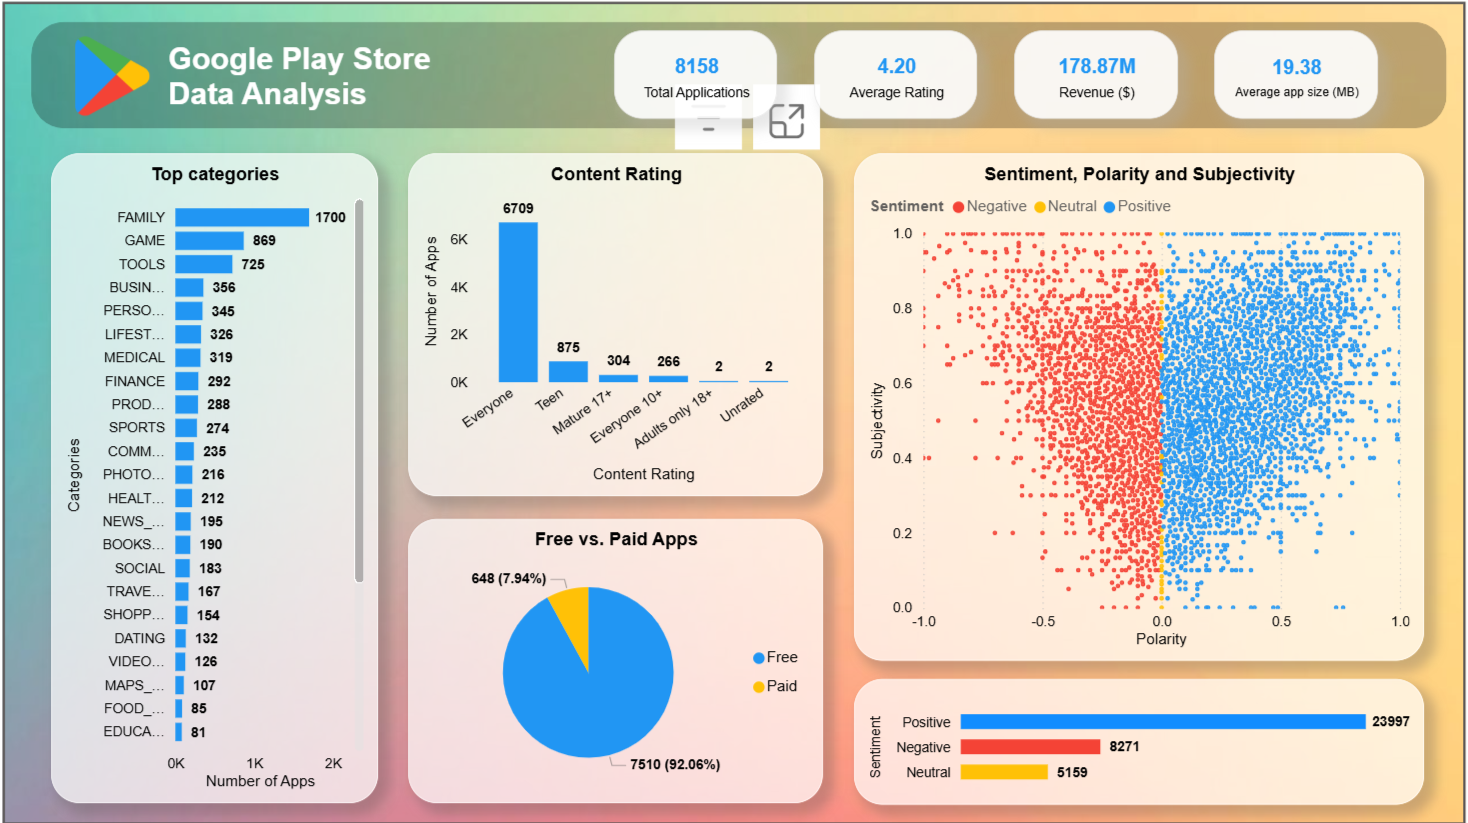 Google Play Store
Data Analysis
8158
Total Applications
4.20
Average Rating
178.87M
Revenue ($)
19.38
Average app size (MB)
Top categories
Categories
FAMILY 1700
GAME 869
TOOLS 725
BUSIN... 356
PERSO... 345
LIFEST... 326
MEDICAL 319
FINANCE 292
PROD... 288
SPORTS 274
COMM... 235
PHOTO... 216
HEALT... 212
NEWS_... 195
BOOKS... 190
SOCIAL 183
TRAVE... 167
SHOPP... 154
DATING 132
VIDEO... 126
MAPS_... 107
FOOD_... 85
EDUCA... 81
0K 1K 2K
Number of Apps
Content Rating
Number of Apps
6K
4K
2K
0K
6709
875
304
266
2
2
Everyone
Teen
Mature 17+
Everyone 10+
Adults only 18+
Unrated
Content Rating
Free vs. Paid Apps
648 (7.94%)
7510 (92.06%)
Free
Paid
Sentiment, Polarity and Subjectivity
Sentiment Negative Neutral Positive
Subjectivity
1.0
0.8
0.6
0.4
0.2
0.0
-1.0 -0.5 0.0 0.5 1.0
Polarity
Sentiment
Positive 23997
Negative 8271
Neutral 5159